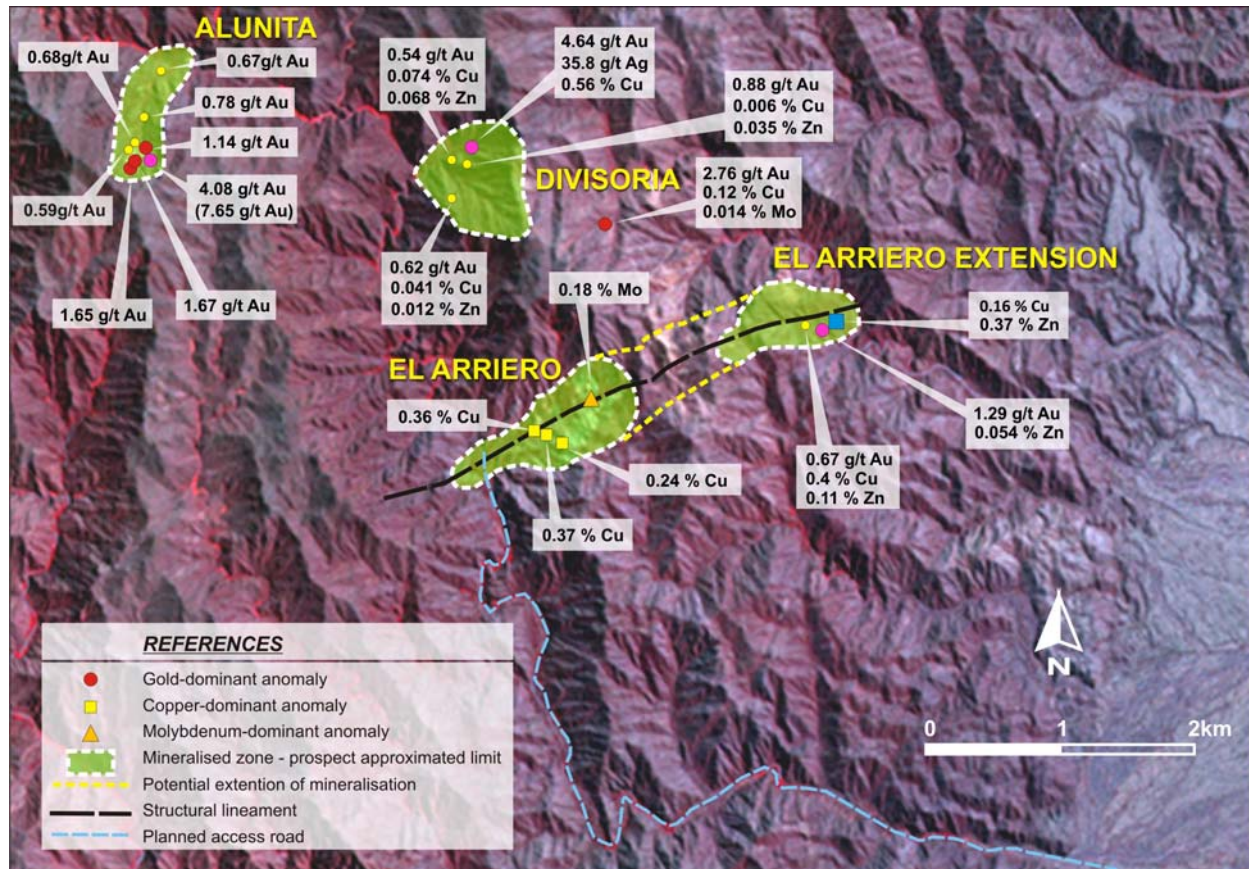 ALUNITA
0.68g/t Au
0.67g/t Au
0.78 g/t Au
1.14 g/t Au
4.08 g/t Au
(7.65 g/t Au)
0.59g/t Au
1.65 g/t Au
1.67 g/t Au
0.54 g/t Au
0.074 % Cu
0.068 % Zn
4.64 g/t Au
35.8 g/t Ag
0.56 % Cu
0.88 g/t Au
0.006 % Cu
0.035 % Zn
DIVISORIA
2.76 g/t Au
0.12 % Cu
0.014 % Mo
0.62 g/t Au
0.041 % Cu
0.012 % Zn
EL ARRIERO EXTENSION
0.18 % Mo
0.16 % Cu
0.37 % Zn
EL ARRIERO
0.36 % Cu
1.29 g/t Au
0.054 % Zn
0.67 g/t Au
0.4 % Cu
0.11 % Zn
0.24 % Cu
0.37 % Cu
REFERENCES
Gold-dominant anomaly
Copper-dominant anomaly
Molybdenum-dominant anomaly
Mineralised zone - prospect approximated limit
Potential extention of mineralisation
Structural lineament
Planned access road
N
0 1 2km